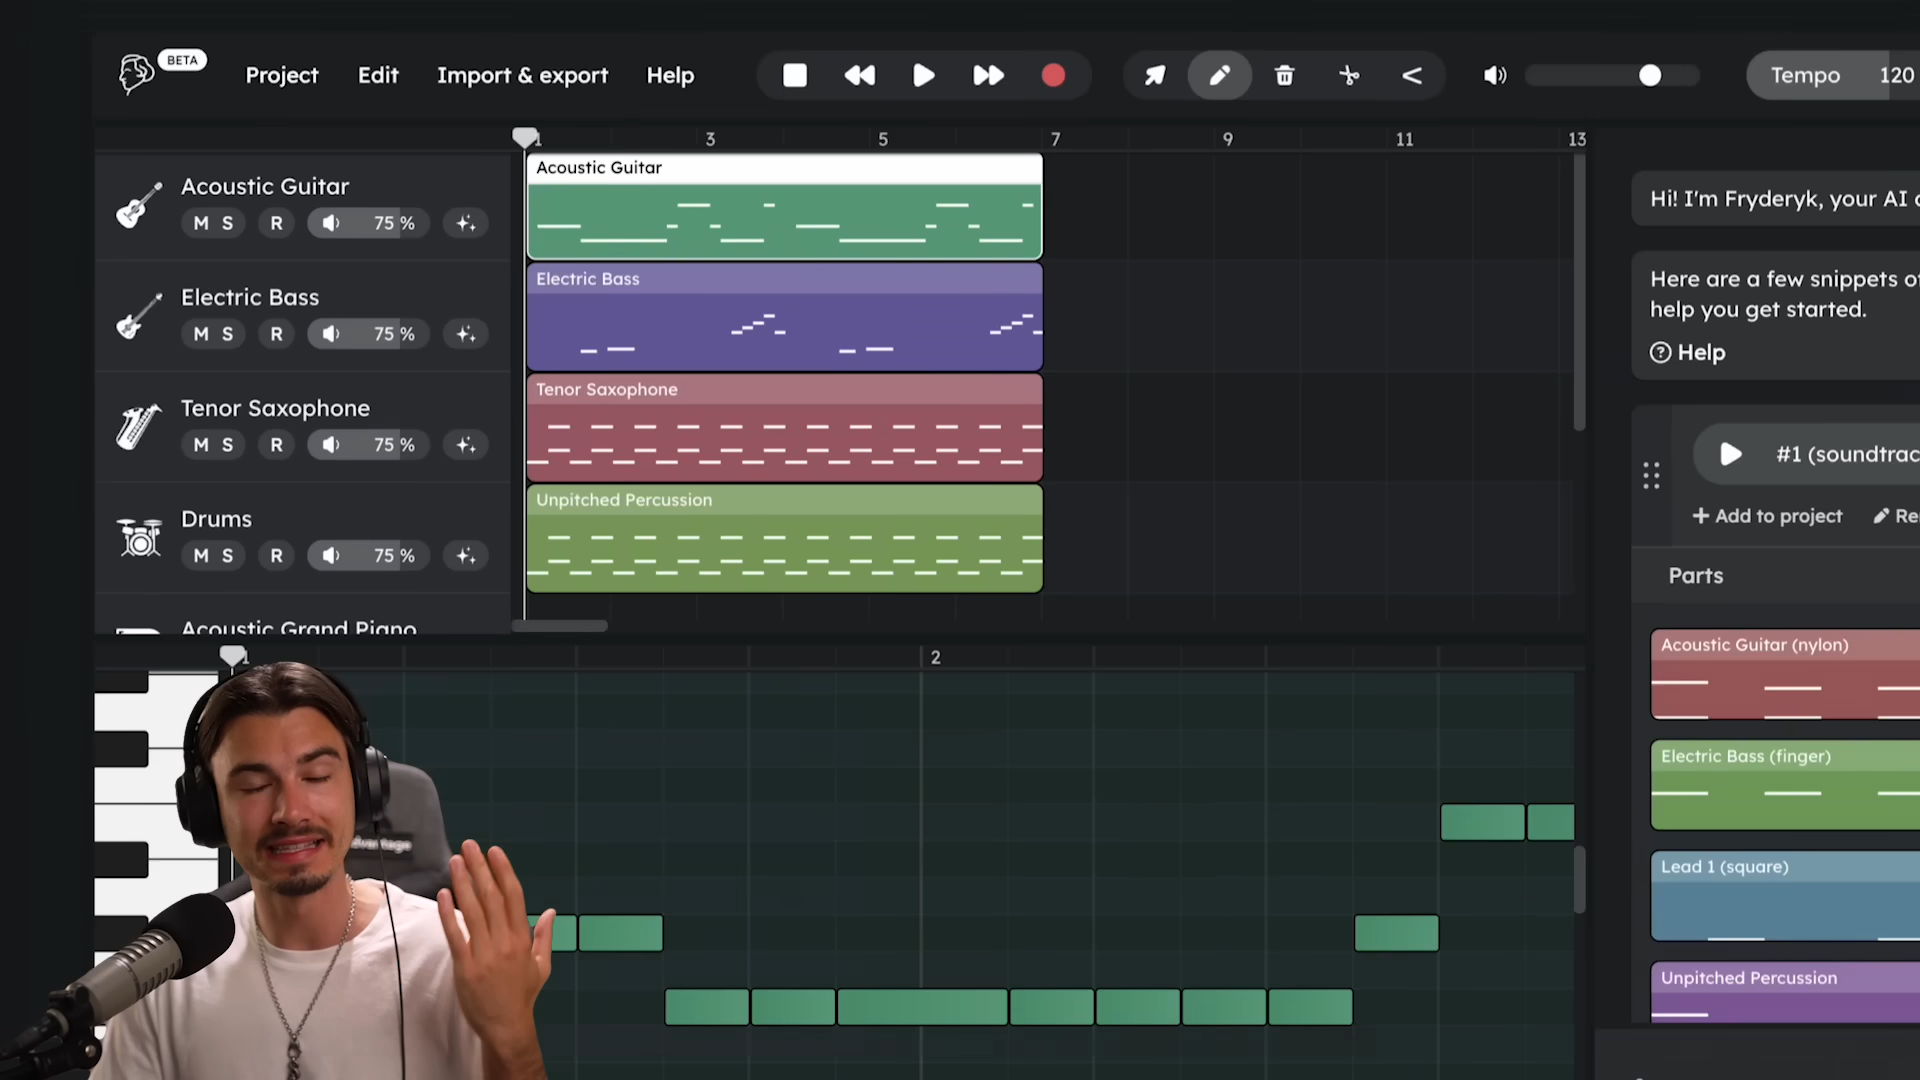 BETA
Project
Edit
Import & export
Help
Tempo 120
1
3
5
7
9
11
13
Acoustic Guitar
M S R 75 %
Electric Bass
M S R 75 %
Tenor Saxophone
M S R 75 %
Drums
M S R 75 %
Acoustic Grand Piano
Acoustic Guitar
Electric Bass
Tenor Saxophone
Unpitched Percussion
1
2
Hi! I'm Fryderyk, your AI
Here are a few snippets
help you get started.
? Help
#1 (soundtrac
+ Add to project
Re
Parts
Acoustic Guitar (nylon)
Electric Bass (finger)
Lead 1 (square)
Unpitched Percussion